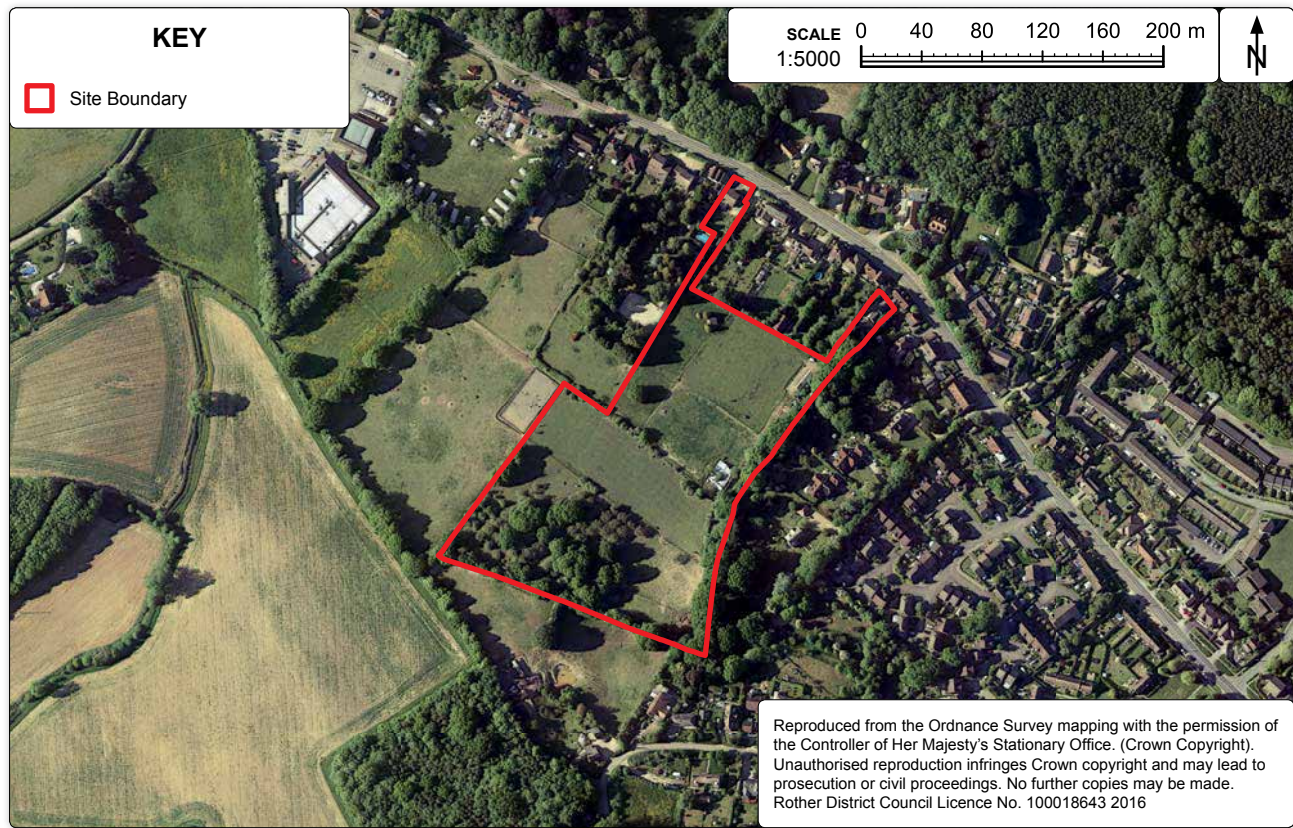 KEY
Site Boundary
SCALE 0 40 80 120 160 200 m
1:5000
N
Reproduced from the Ordnance Survey mapping with the permission of
the Controller of Her Majesty's Stationary Office. (Crown Copyright).
Unauthorised reproduction infringes Crown copyright and may lead to
prosecution or civil proceedings. No further copies may be made.
Rother District Council Licence No. 100018643 2016